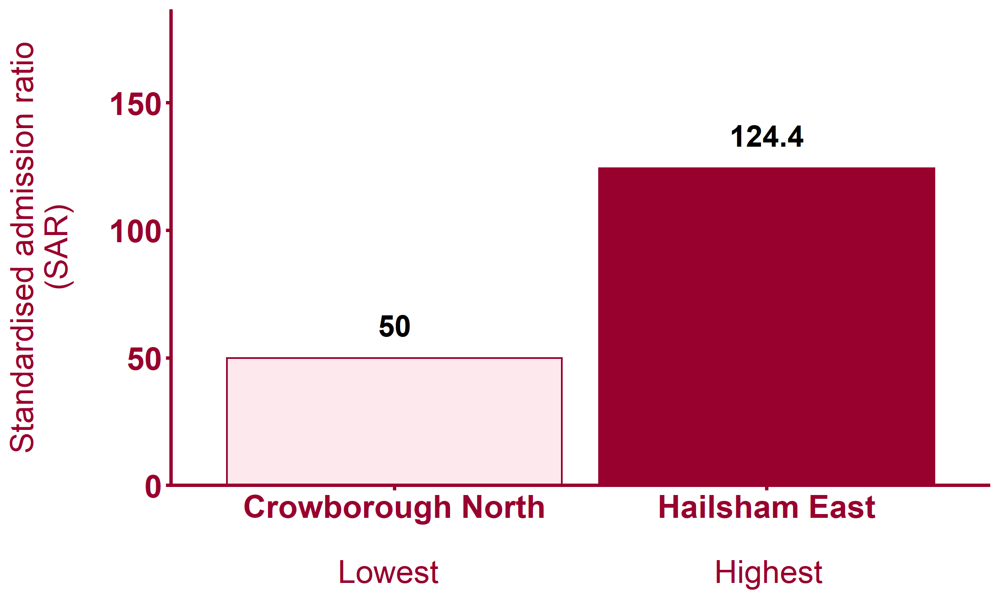 Standardised admission ratio
(SAR)
150
100
50
0
50
124.4
Crowborough North
Hailsham East
Lowest
Highest